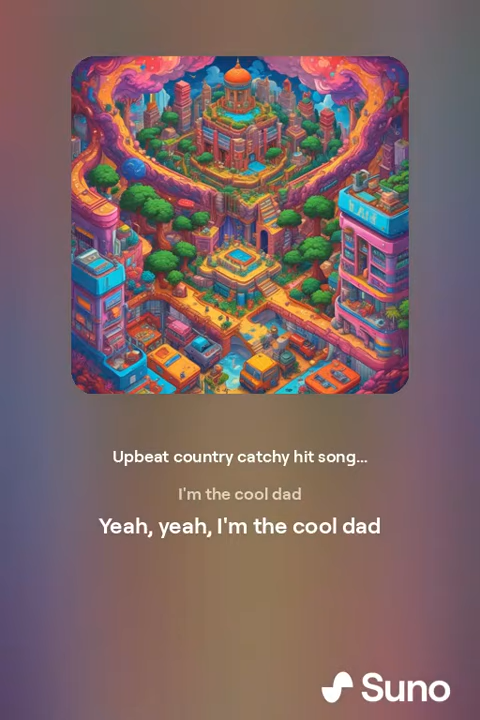 Upbeat country catchy hit song...
I'm the cool dad
Yeah, yeah, I'm the cool dad
Suno